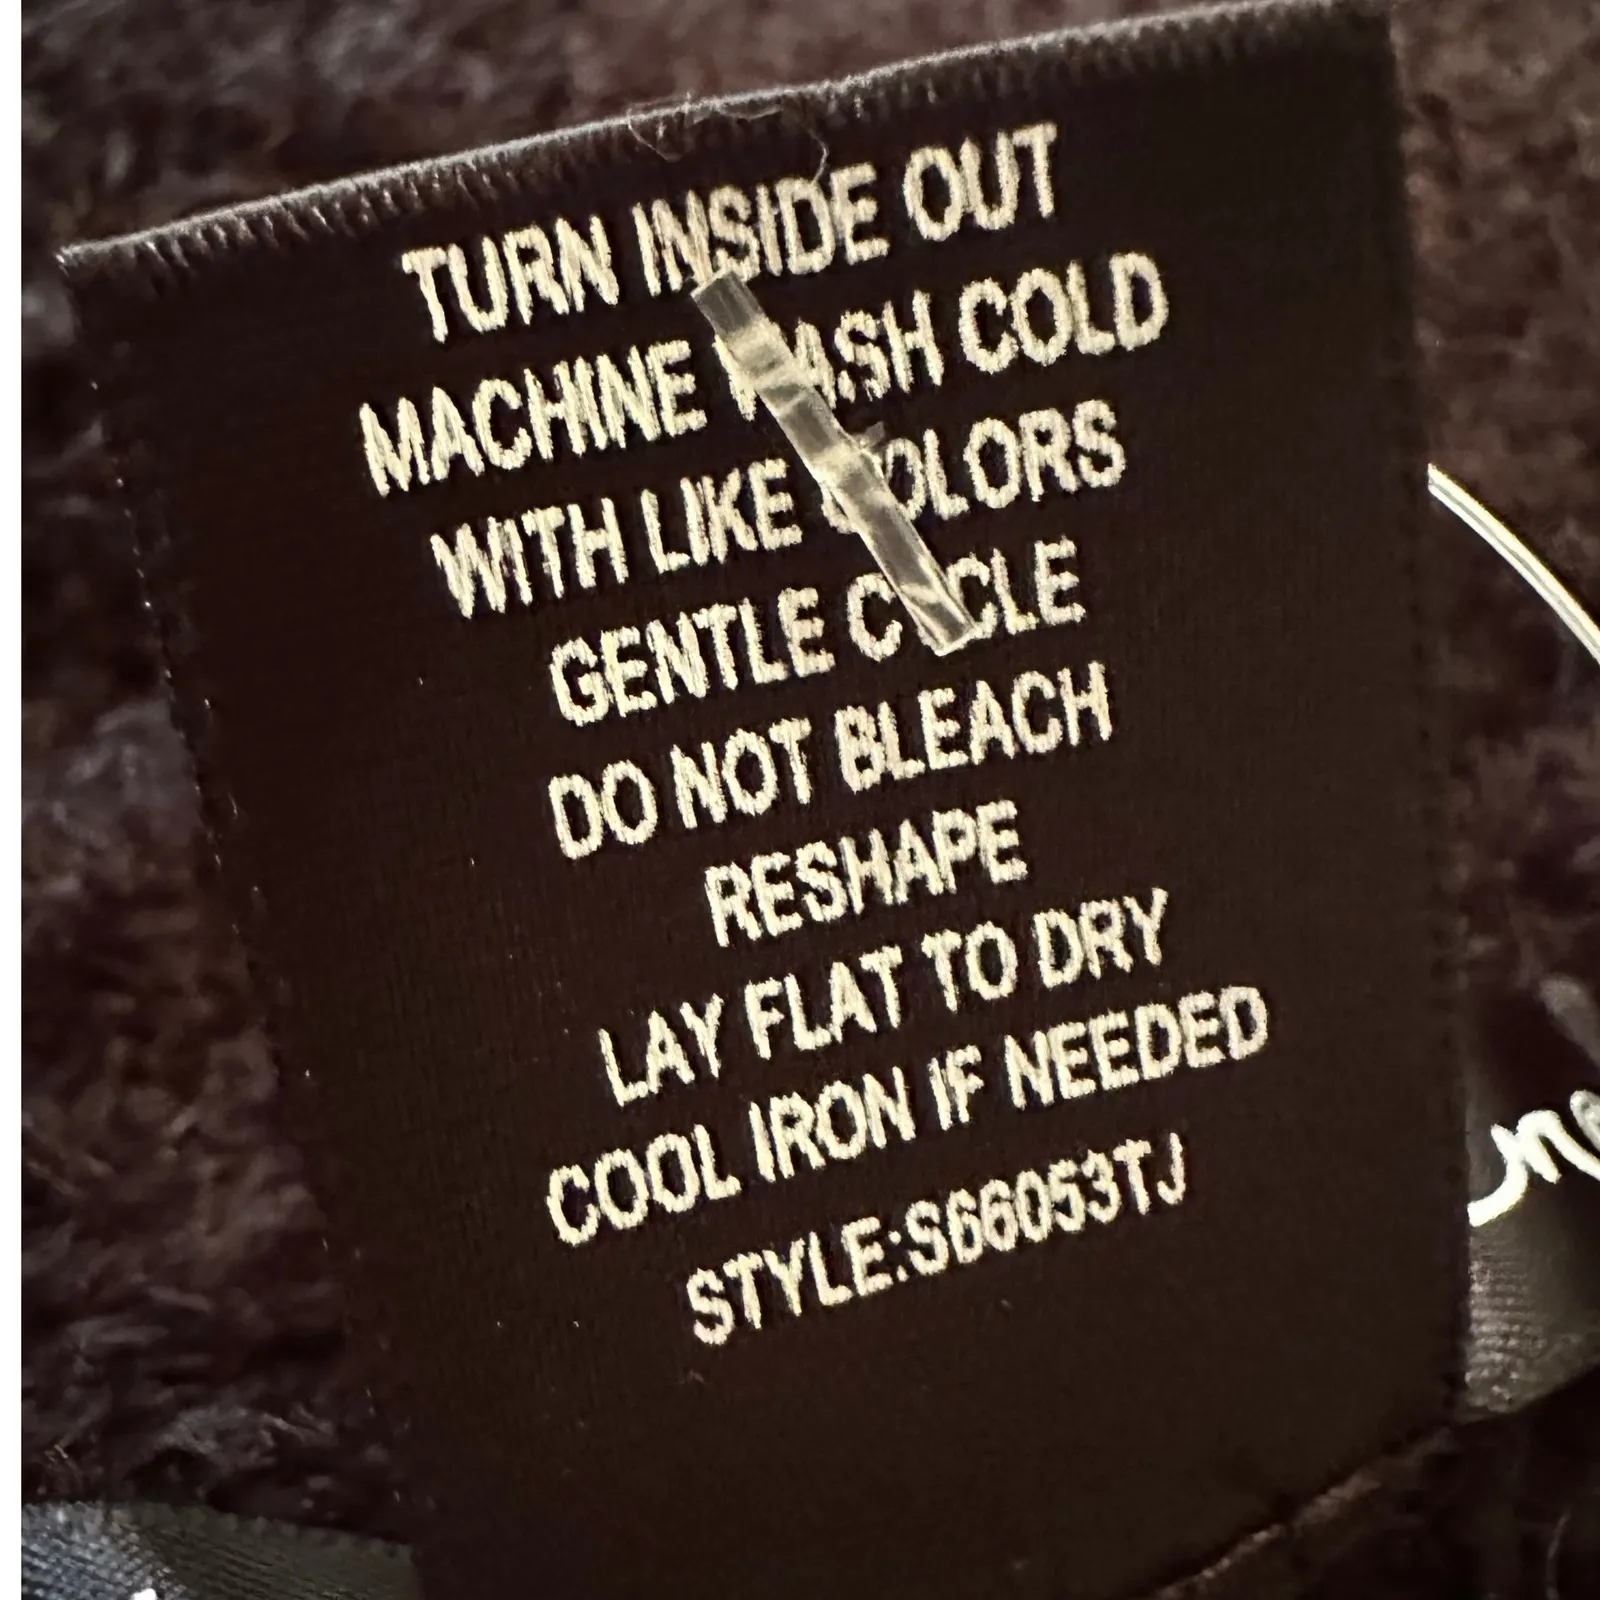 TURN INSIDE OUT
MACHINE WASH COLD
WITH LIKE COLORS
GENTLE CYCLE
DO NOT BLEACH
RESHAPE
LAY FLAT TO DRY
COOL IRON IF NEEDED
STYLE:S66053TJ